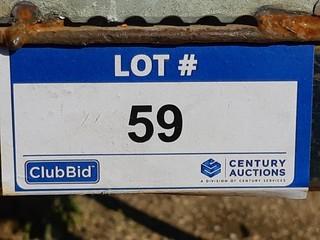 LOT #
59
ClubBid
CENTURY
AUCTIONS
A DIVISION OF CENTURY SERVICES